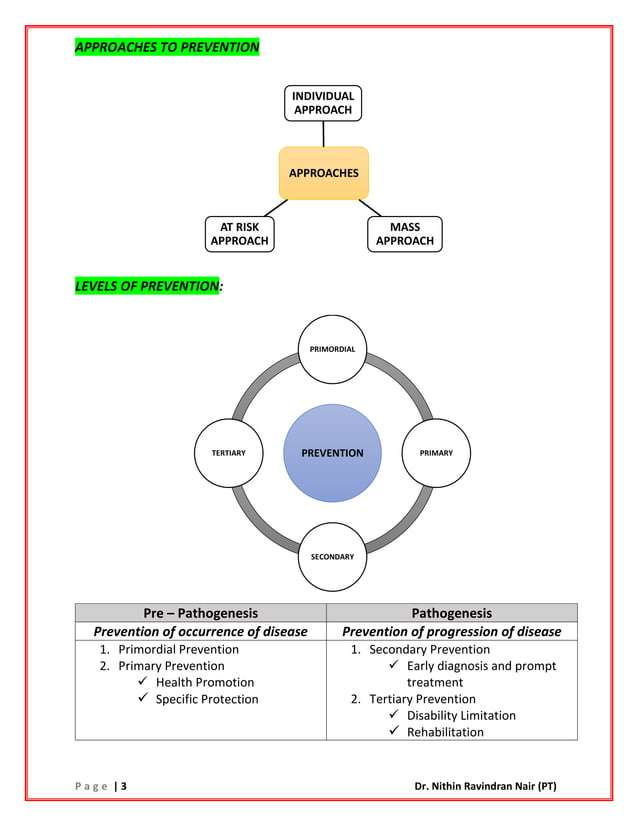 APPROACHES TO PREVENTION
INDIVIDUAL
APPROACH
APPROACHES
AT RISK
APPROACH
MASS
APPROACH
LEVELS OF PREVENTION:
PRIMORDIAL
TERTIARY
PREVENTION
PRIMARY
SECONDARY
Pre – Pathogenesis
Pathogenesis
Prevention of occurrence of disease
Prevention of progression of disease
1. Primordial Prevention
2. Primary Prevention
✓ Health Promotion
✓ Specific Protection
1. Secondary Prevention
✓ Early diagnosis and prompt
treatment
2. Tertiary Prevention
✓ Disability Limitation
✓ Rehabilitation
Page | 3
Dr. Nithin Ravindran Nair (PT)